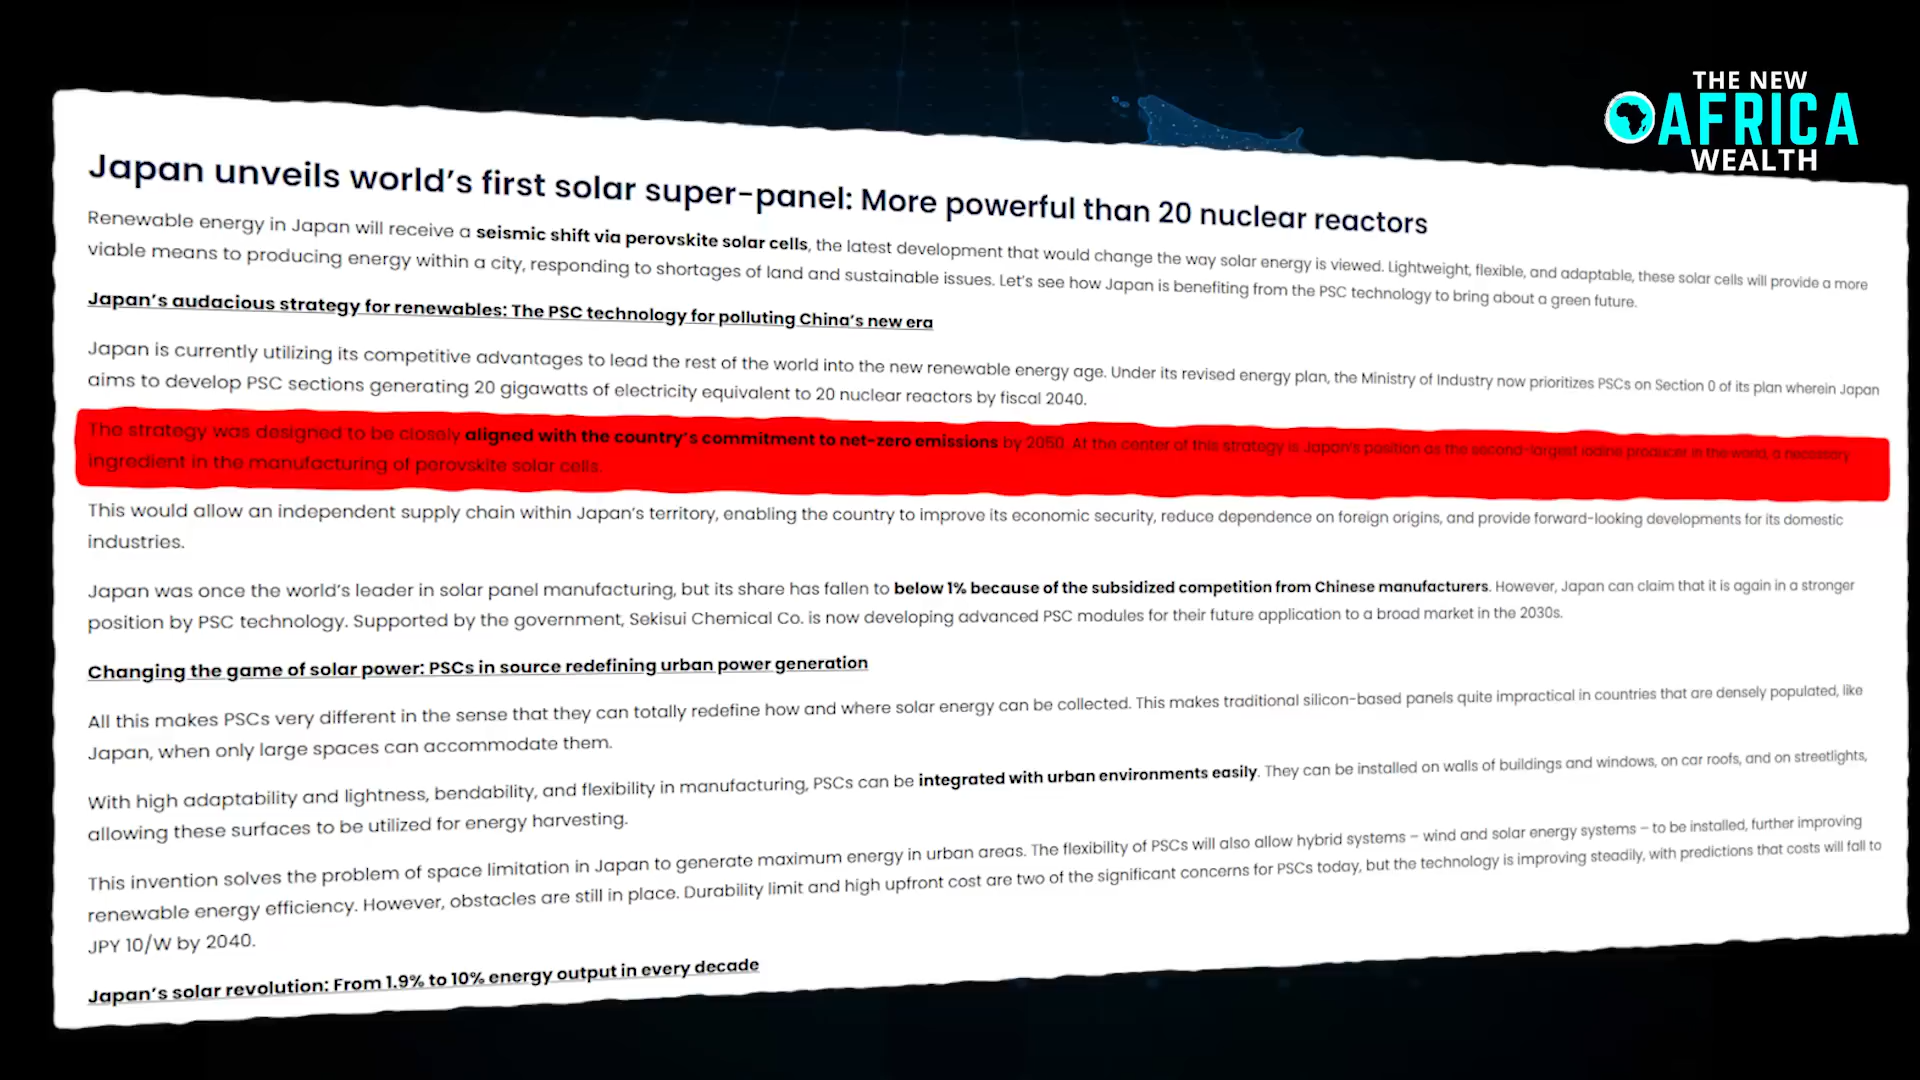 THE NEW
AFRICA
WEALTH
Japan unveils world's first solar super-panel: More powerful than 20 nuclear reactors
Renewable energy in Japan will receive a seismic shift via perovskite solar cells, the latest development that would change the way solar energy is viewed. Lightweight, flexible, and adaptable, these solar cells will provide a more
viable means to producing energy within a city, responding to shortages of land and sustainable issues. Let's see how Japan is benefiting from the PSC technology to bring about a green future.
Japan's audacious strategy for renewables: The PSC technology for polluting China's new era
Japan is currently utilizing its competitive advantages to lead the rest of the world into the new renewable energy age. Under its revised energy plan, the Ministry of Industry now prioritizes PSCs on Section 0 of its plan wherein Japan
aims to develop PSC sections generating 20 gigawatts of electricity equivalent to 20 nuclear reactors by fiscal 2040.
The strategy was designed to be closely aligned with the country's commitment to net-zero emissions by 2050. At the center of this strategy is Japan's position as the second-largest iodine producer in the world, a necessary
ingredient in the manufacturing of perovskite solar cells.
This would allow an independent supply chain within Japan's territory, enabling the country to improve its economic security, reduce dependence on foreign origins, and provide forward-looking developments for its domestic
industries.
Japan was once the world's leader in solar panel manufacturing, but its share has fallen to below 1% because of the subsidized competition from Chinese manufacturers. However, Japan can claim that it is again in a stronger
position by PSC technology. Supported by the government, Sekisui Chemical Co. is now developing advanced PSC modules for their future application to a broad market in the 2030s.
Changing the game of solar power: PSCs in source redefining urban power generation
All this makes PSCs very different in the sense that they can totally redefine how and where solar energy can be collected. This makes traditional silicon-based panels quite impractical in countries that are densely populated, like
Japan, when only large spaces can accommodate them.
With high adaptability and lightness, bendability, and flexibility in manufacturing, PSCs can be integrated with urban environments easily. They can be installed on walls of buildings and windows, on car roofs, and on streetlights,
allowing these surfaces to be utilized for energy harvesting.
This invention solves the problem of space limitation in Japan to generate maximum energy in urban areas. The flexibility of PSCs will also allow hybrid systems – wind and solar energy systems – to be installed, further improving
renewable energy efficiency. However, obstacles are still in place. Durability limit and high upfront cost are two of the significant concerns for PSCs today, but the technology is improving steadily, with predictions that costs will fall to
JPY 10/W by 2040.
Japan's solar revolution: From 1.9% to 10% energy output in every decade